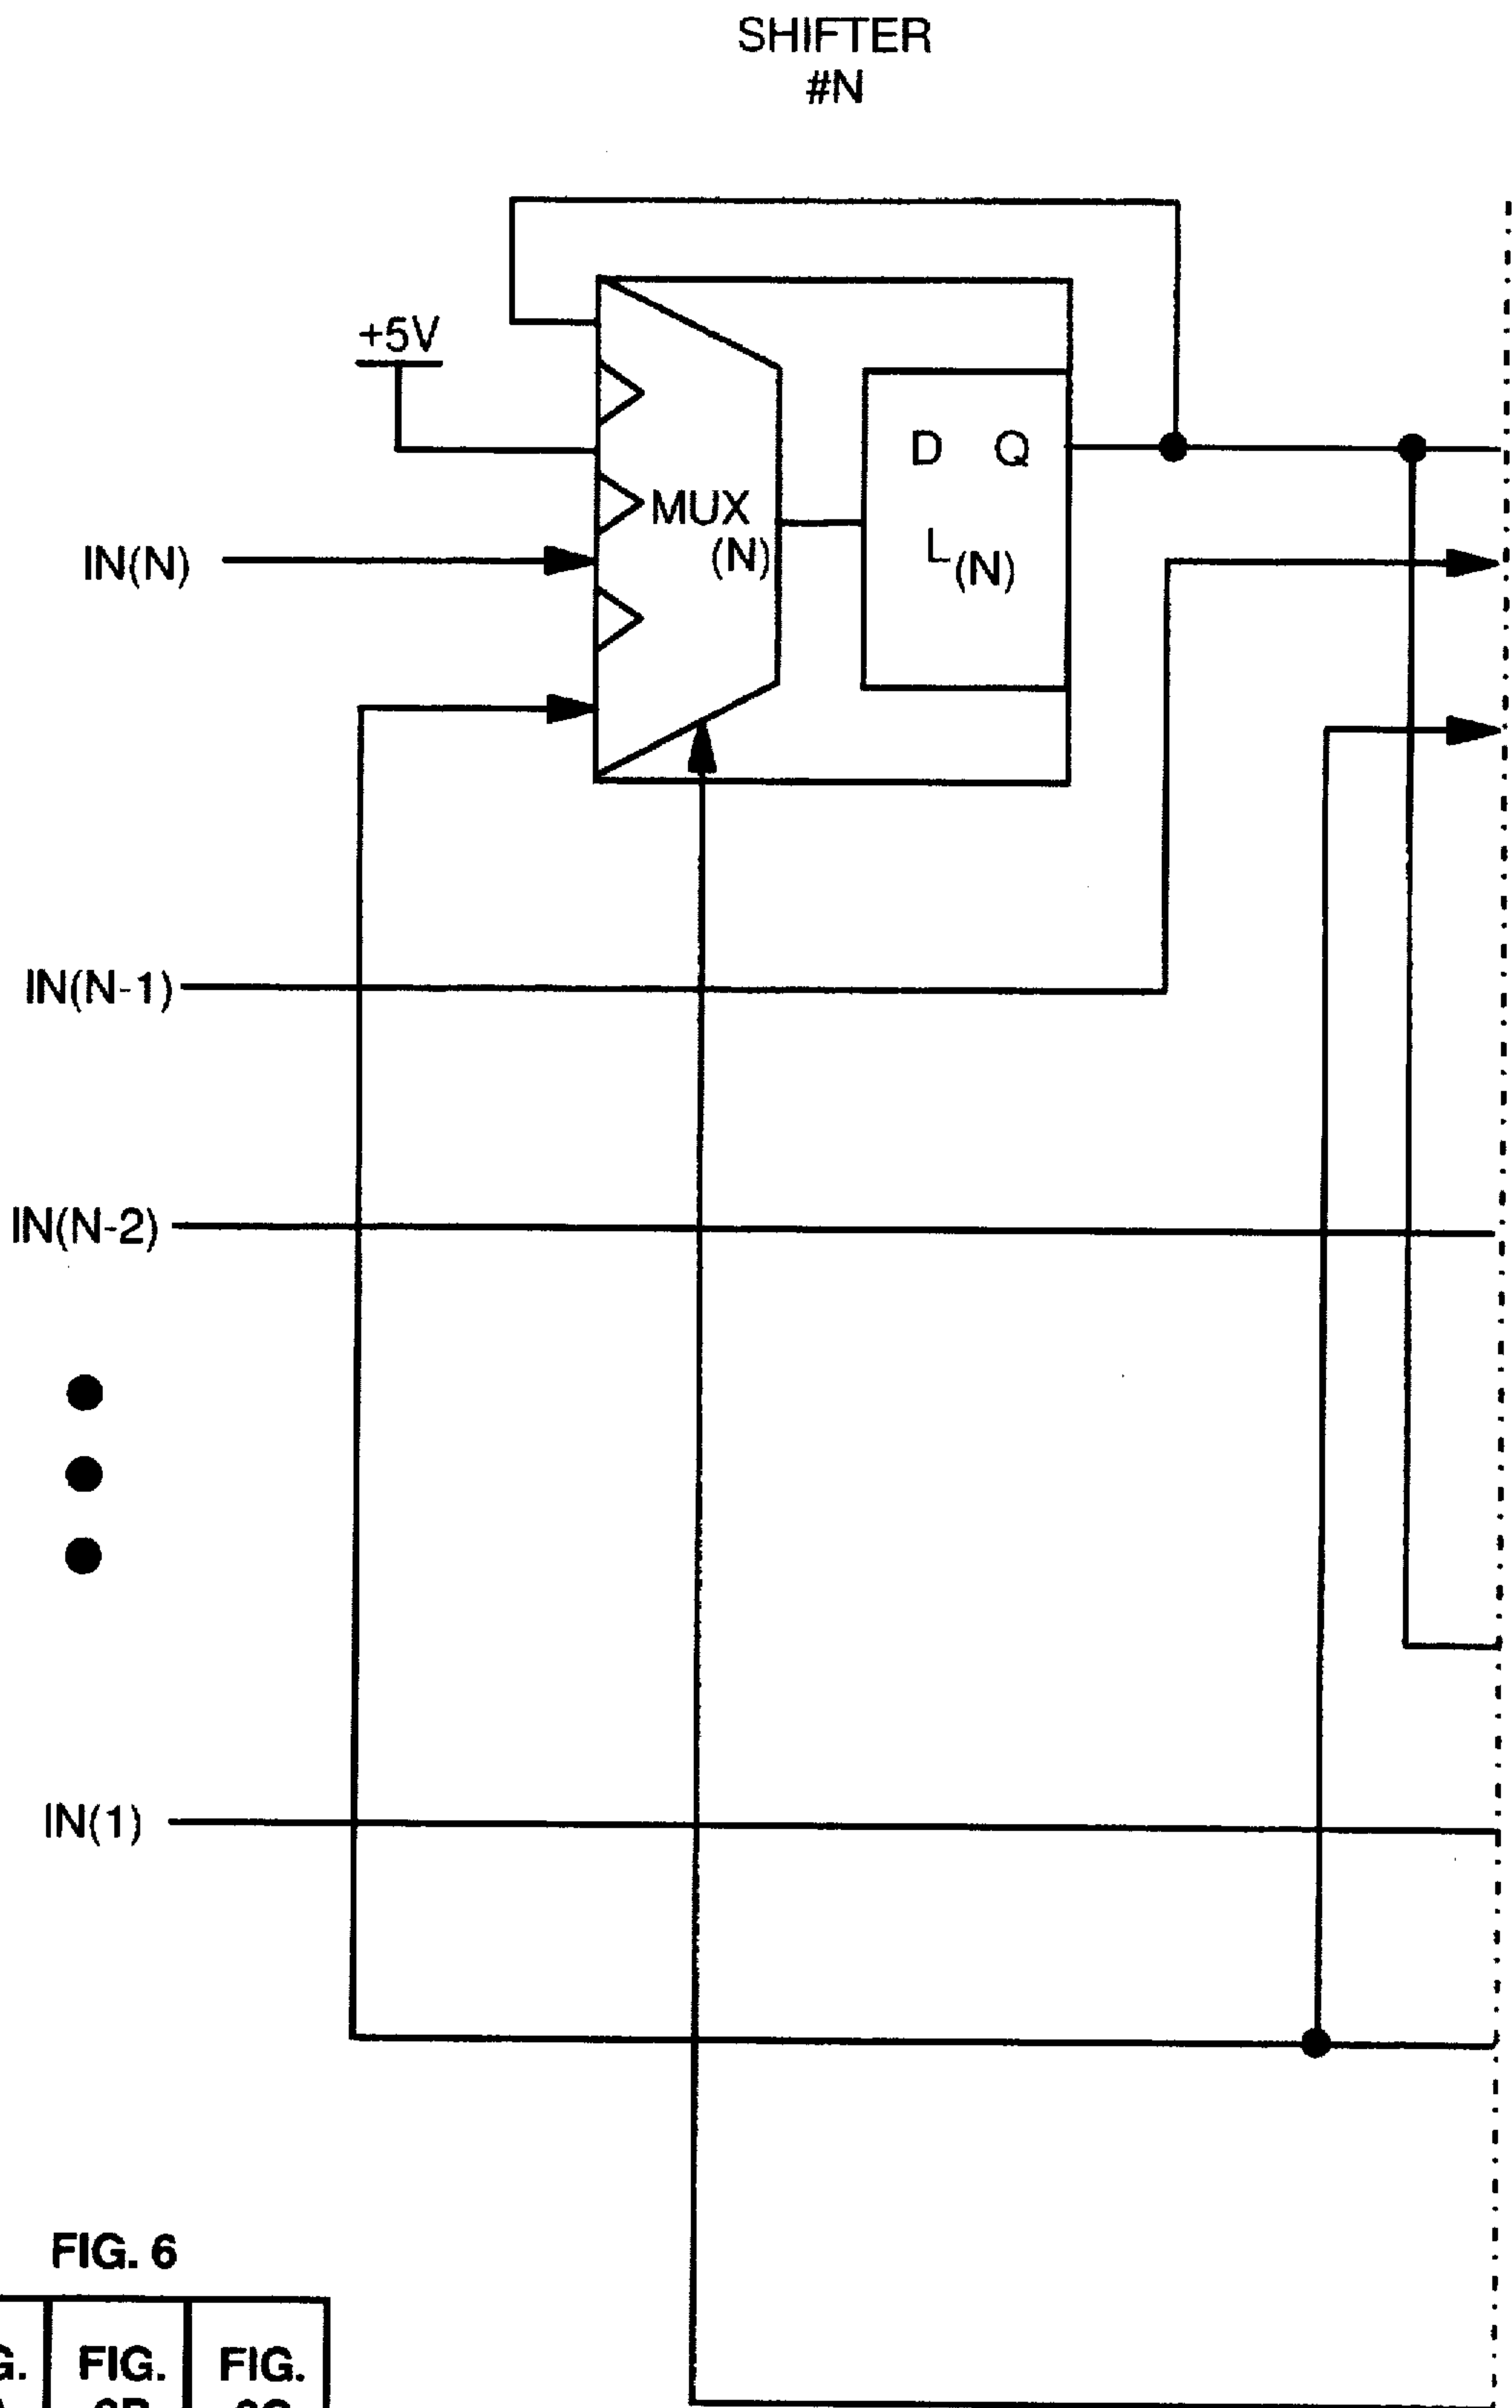 SHIFTER
#N
+5V
D Q
MUX
(N)
L(N)
IN(N)
IN(N-1)
IN(N-2)
IN(1)
FIG. 6
FIG. FIG.